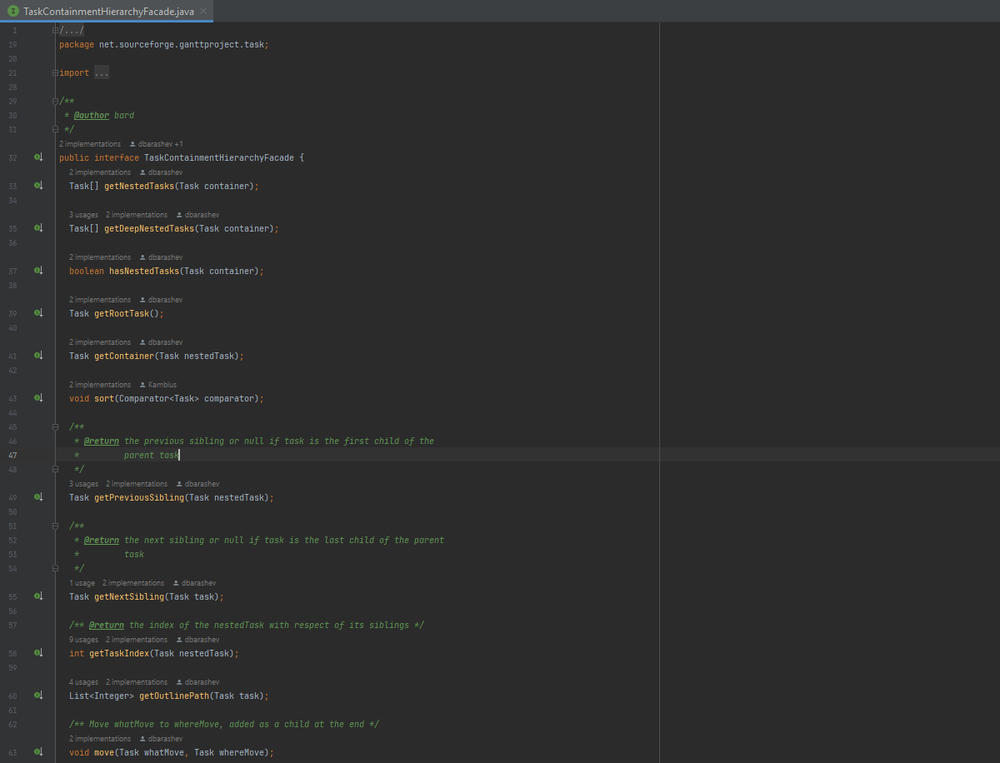 I TaskContainmentHierarchyFacade.java
1 /.../
19 package net.sourceforge.ganttproject.task;
20
21 import ...
28
29 /**
30 * @author bard
31 */
2 implementations dbarashev +1
32 public interface TaskContainmentHierarchyFacade {
2 implementations dbarashev
33 Task[] getNestedTasks(Task container);
34
3 usages 2 implementations dbarashev
35 Task[] getDeepNestedTasks(Task container);
36
2 implementations dbarashev
37 boolean hasNestedTasks(Task container);
38
2 implementations dbarashev
39 Task getRootTask();
40
2 implementations dbarashev
41 Task getContainer(Task nestedTask);
42
2 implementations Kambius
43 void sort(Comparator<Task> comparator);
44
45 /**
46 * @return the previous sibling or null if task is the first child of the
47 * parent task
48 */
3 usages 2 implementations dbarashev
49 Task getPreviousSibling(Task nestedTask);
50
51 /**
52 * @return the next sibling or null if task is the last child of the parent
53 * task
54 */
1 usage 2 implementations dbarashev
55 Task getNextSibling(Task task);
56
57 /** @return the index of the nestedTask with respect of its siblings */
9 usages 2 implementations dbarashev
58 int getTaskIndex(Task nestedTask);
59
4 usages 2 implementations dbarashev
60 List<Integer> getOutlinePath(Task task);
61
62 /** Move whatMove to whereMove, added as a child at the end */
2 implementations dbarashev
63 void move(Task whatMove, Task whereMove);